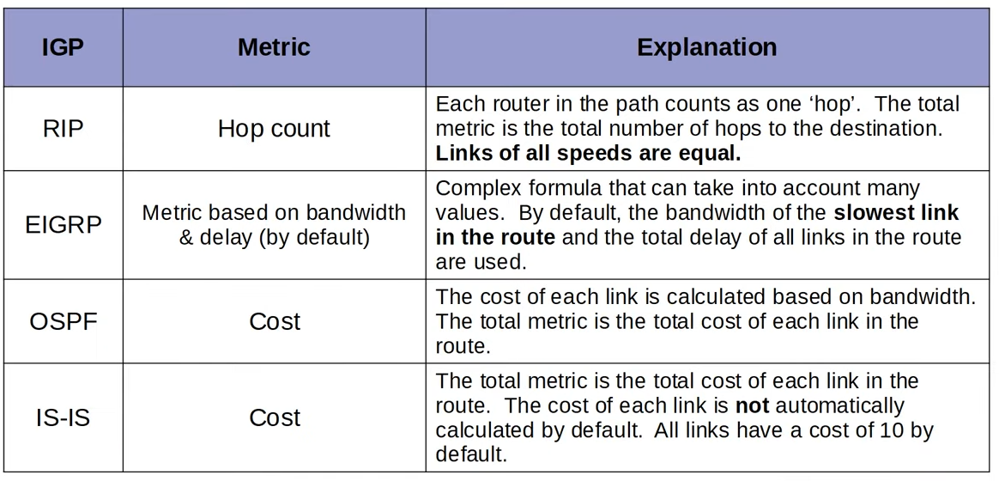 IGP Metric Explanation
RIP
Hop count
Each router in the path counts as one ‘hop’.  The total
metric is the total number of hops to the destination.
Links of all speeds are equal.
EIGRP
Metric based on bandwidth
& delay (by default)
Complex formula that can take into account many
values.  By default, the bandwidth of the slowest link
in the route and the total delay of all links in the route
are used.
OSPF
Cost
The cost of each link is calculated based on bandwidth.
The total metric is the total cost of each link in the
route.
IS-IS
Cost
The total metric is the total cost of each link in the
route.  The cost of each link is not automatically
calculated by default.  All links have a cost of 10 by
default.